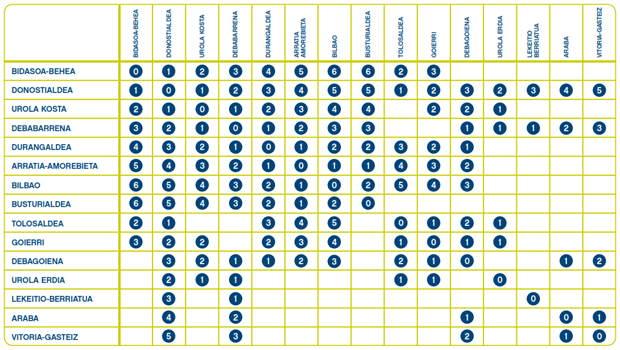 BIDASOA-BEHEA DONOSTIALDEA UROLA KOSTA DEBABARRENA DURANGALDEA ARRATIA AMOREBIETA BILBAO BUSTURIALDEA TOLOSALDEA GOIERRI DEBAGOIENA UROLA ERDIA LEKEITIO BERRIATUA ARABA VITORIA-GASTEIZ
BIDASOA-BEHEA 0 1 2 3 4 5 6 6 2 3
DONOSTIALDEA 1 0 1 2 3 4 5 5 1 2 3 2 3 4 5
UROLA KOSTA 2 1 0 1 2 3 4 4 2 2 1
DEBABARRENA 3 2 1 0 1 2 3 3 1 1 1 2 3
DURANGALDEA 4 3 2 1 0 1 2 2 3 2 1
ARRATIA-AMOREBIETA 5 4 3 2 1 0 1 1 4 3 2
BILBAO 6 5 4 3 2 1 0 2 5 4 3
BUSTURIALDEA 6 5 4 3 2 1 2 0
TOLOSALDEA 2 1 3 4 5 0 1 2 1
GOIERRI 3 2 2 2 3 4 1 0 1 1
DEBAGOIENA 3 2 1 1 2 3 2 1 0 1 2
UROLA ERDIA 2 1 1 1 1 0
LEKEITIO-BERRIATUA 3 1 0
ARABA 4 2 1 0 1
VITORIA-GASTEIZ 5 3 2 1 0